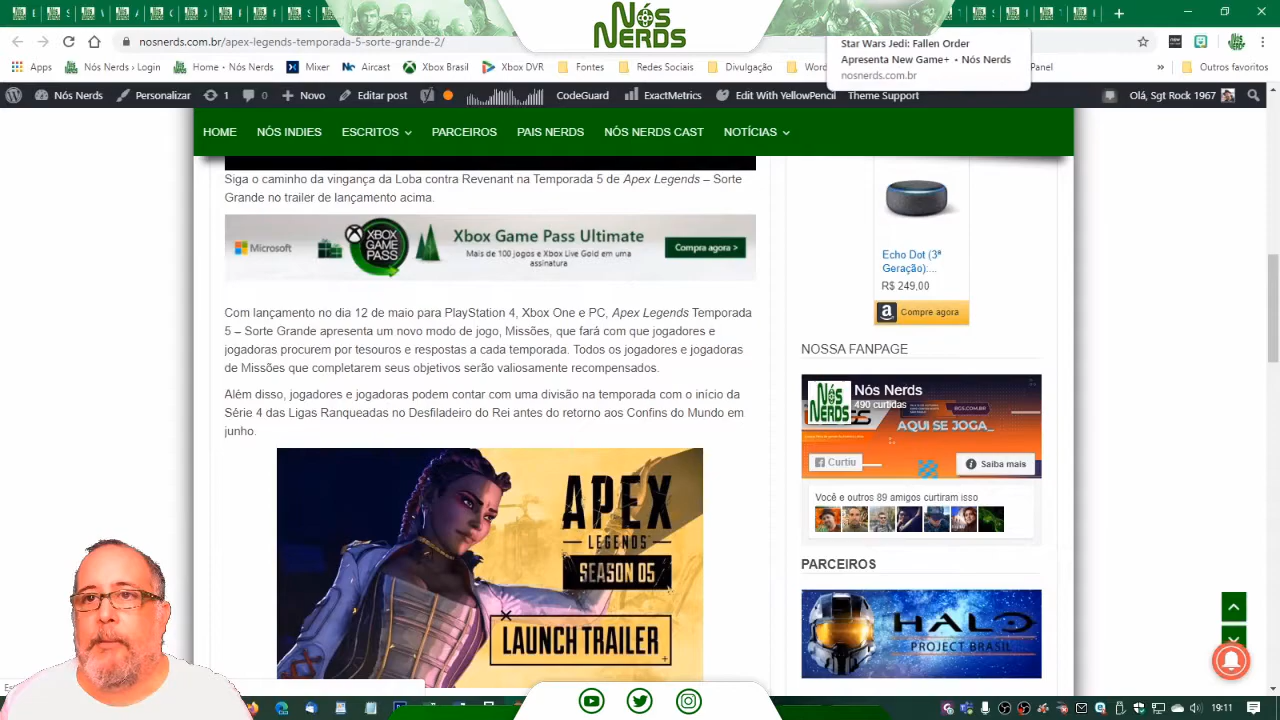 NÓS
NERDS
nosnerds.com.br/apex-legends-temporada-5-sorte-grande-2/
Star Wars Jedi: Fallen Order
Apresenta New Game+ • Nós Nerds
nosnerds.com.br
Apps
Nós Nerds › Login
Home • Nós Nerds
Mixer
Aircast
Xbox Brasil
Xbox DVR
Fontes
Redes Sociais
Divulgação
Panel
»
Outros favoritos
Nós Nerds
Personalizar
1
0
Novo
Editar post
CodeGuard
ExactMetrics
Edit With YellowPencil
Theme Support
Olá, Sgt Rock 1967
HOME
NÓS INDIES
ESCRITOS
PARCEIROS
PAIS NERDS
NÓS NERDS CAST
NOTÍCIAS
Siga o caminho da vingança da Loba contra Revenant na Temporada 5 de Apex Legends – Sorte
Grande no trailer de lançamento acima.
Microsoft
XBOX
GAME
PASS
Xbox Game Pass Ultimate
Mais de 100 jogos e Xbox Live Gold em uma
assinatura
Compra agora >
Com lançamento no dia 12 de maio para PlayStation 4, Xbox One e PC, Apex Legends Temporada
5 – Sorte Grande apresenta um novo modo de jogo, Missões, que fará com que jogadores e
jogadoras procurem por tesouros e respostas a cada temporada. Todos os jogadores e jogadoras
de Missões que completarem seus objetivos serão valiosamente recompensados.
Além disso, jogadores e jogadoras podem contar com uma divisão na temporada com o início da
Série 4 das Ligas Ranqueadas no Desfiladeiro do Rei antes do retorno aos Confins do Mundo em
junho.
APEX
LEGENDS
SEASON 05
LAUNCH TRAILER
Echo Dot (3ª
Geração):...
R$ 249,00
Compre agora
NOSSA FANPAGE
NÓS
NERDS
Nós Nerds
490 curtidas
BGS.COM.BR
AQUI SE JOGA_
Curtiu
Saiba mais
Você e outros 89 amigos curtiram isso
PARCEIROS
HALO
PROJECT BRASIL
19:11